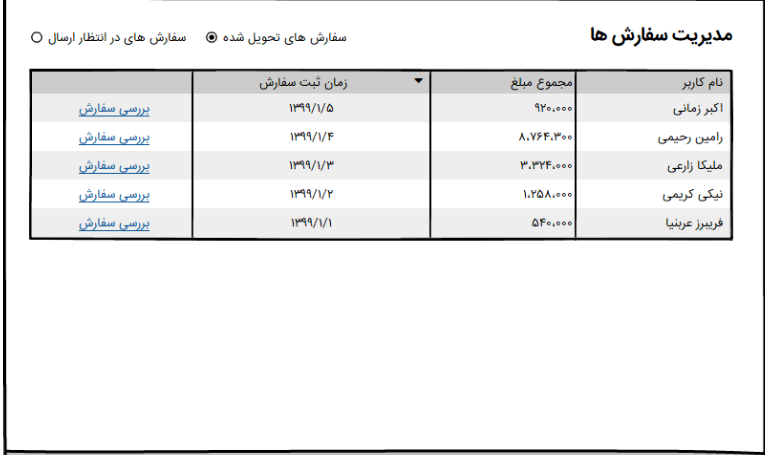 مدیریت سفارش ها
سفارش های تحویل شده سفارش های در انتظار ارسال
نام کاربر مجموع مبلغ زمان ثبت سفارش
اکبر زمانی ۹۲۰،۰۰۰ ۱۳۹۹/۱/۵ بررسی سفارش
رامین رحیمی ۸،۷۶۴،۳۰۰ ۱۳۹۹/۱/۴ بررسی سفارش
ملیکا زارعی ۳،۳۲۴،۰۰۰ ۱۳۹۹/۱/۳ بررسی سفارش
نیکی کریمی ۱،۲۵۸،۰۰۰ ۱۳۹۹/۱/۲ بررسی سفارش
فریبرز عربنیا ۵۴۰،۰۰۰ ۱۳۹۹/۱/۱ بررسی سفارش